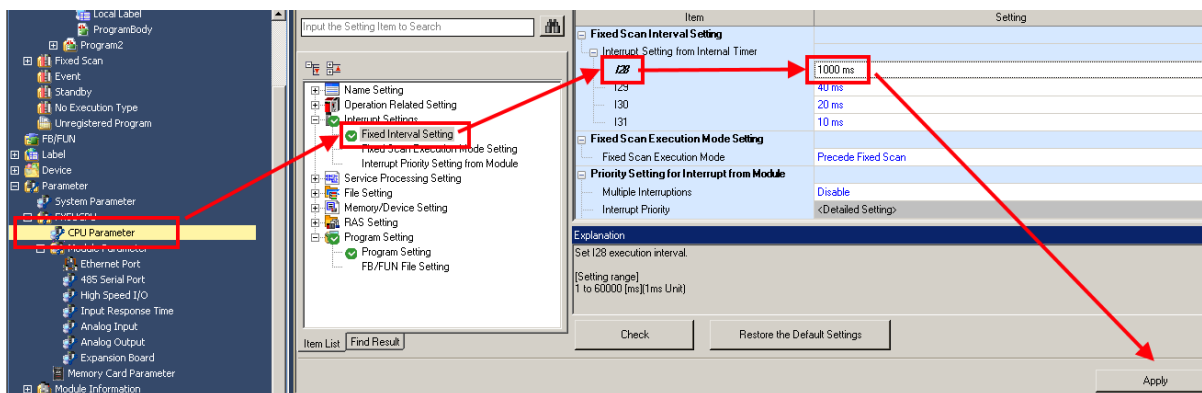 Local Label
ProgramBody
Program2
Fixed Scan
Event
Standby
No Execution Type
Unregistered Program
FB/FUN
Label
Device
Parameter
System Parameter
CPU Parameter
Module Parameter
Ethernet Port
485 Serial Port
High Speed I/O
Input Response Time
Analog Input
Analog Output
Expansion Board
Memory Card Parameter
Module Information
Input the Setting Item to Search
Name Setting
Operation Related Setting
Interrupt Settings
Fixed Interval Setting
Fixed Scan Execution Mode Setting
Interrupt Priority Setting from Module
Service Processing Setting
File Setting
Memory/Device Setting
RAS Setting
Program Setting
Program Setting
FB/FUN File Setting
Item List Find Result
Item Setting
Fixed Scan Interval Setting
Interrupt Setting from Internal Timer
I28 1000 ms
I29 40 ms
I30 20 ms
I31 10 ms
Fixed Scan Execution Mode Setting
Fixed Scan Execution Mode Precede Fixed Scan
Priority Setting for Interrupt from Module
Multiple Interruptions Disable
Interrupt Priority <Detailed Setting>
Explanation
Set I28 execution interval.
[Setting range]
1 to 60000 [ms](1ms Unit)
Check Restore the Default Settings
Apply